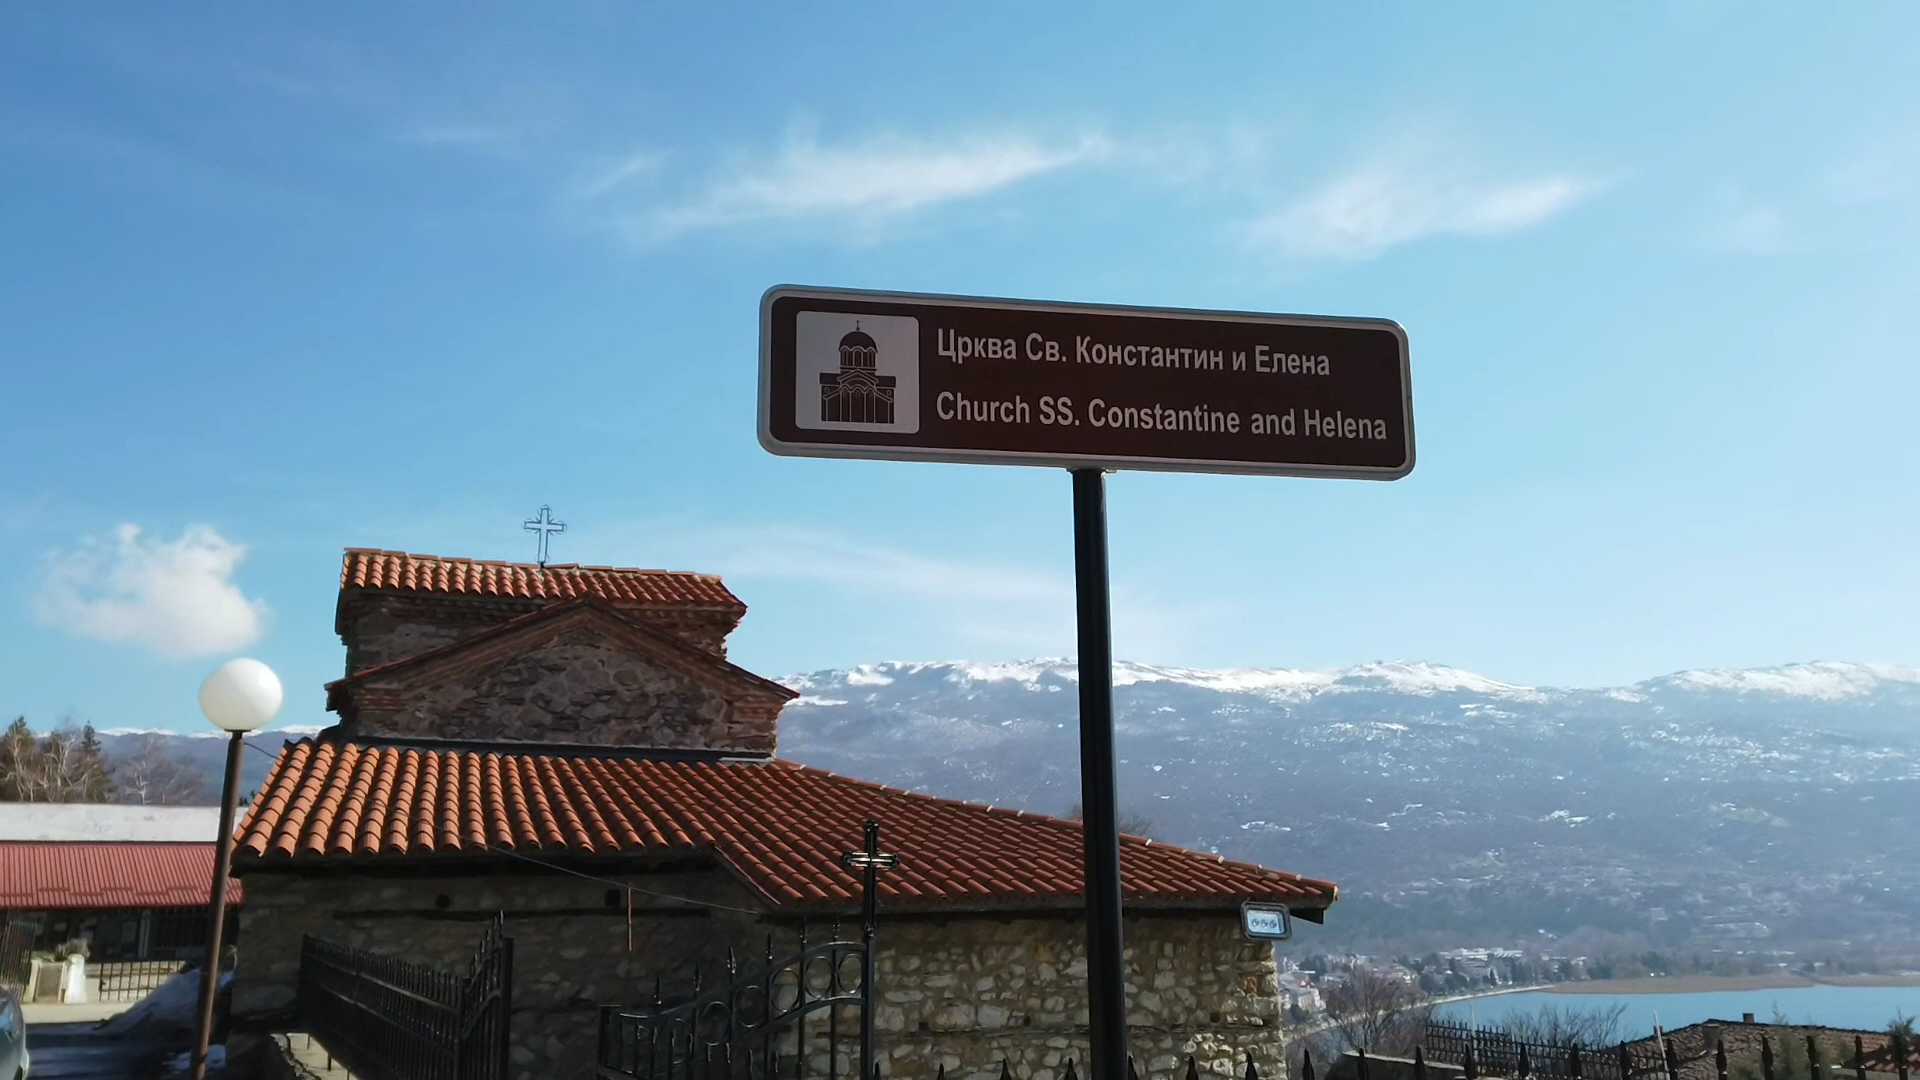 Црква Св. Константин и Елена
Church SS. Constantine and Helena